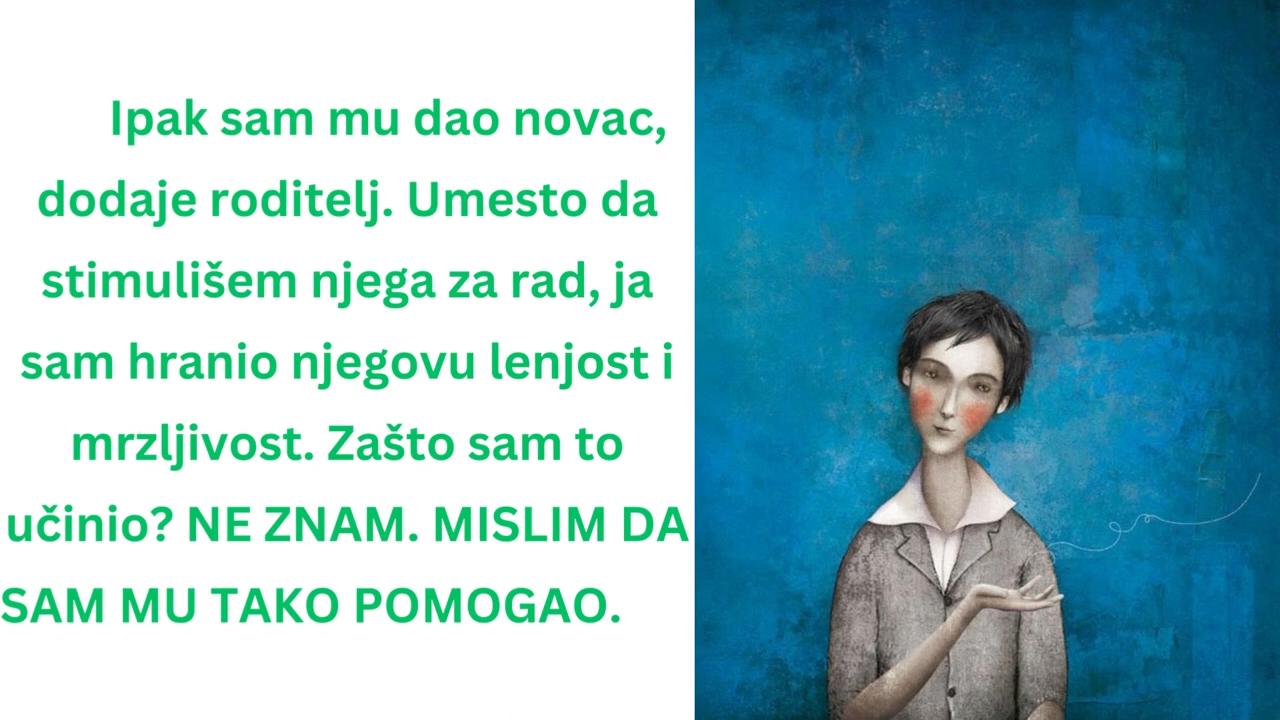 Ipak sam mu dao novac,
dodaje roditelj. Umesto da
stimulišem njega za rad, ja
sam hranio njegovu lenjost i
mrzljivost. Zašto sam to
učinio? NE ZNAM. MISLIM DA
SAM MU TAKO POMOGAO.